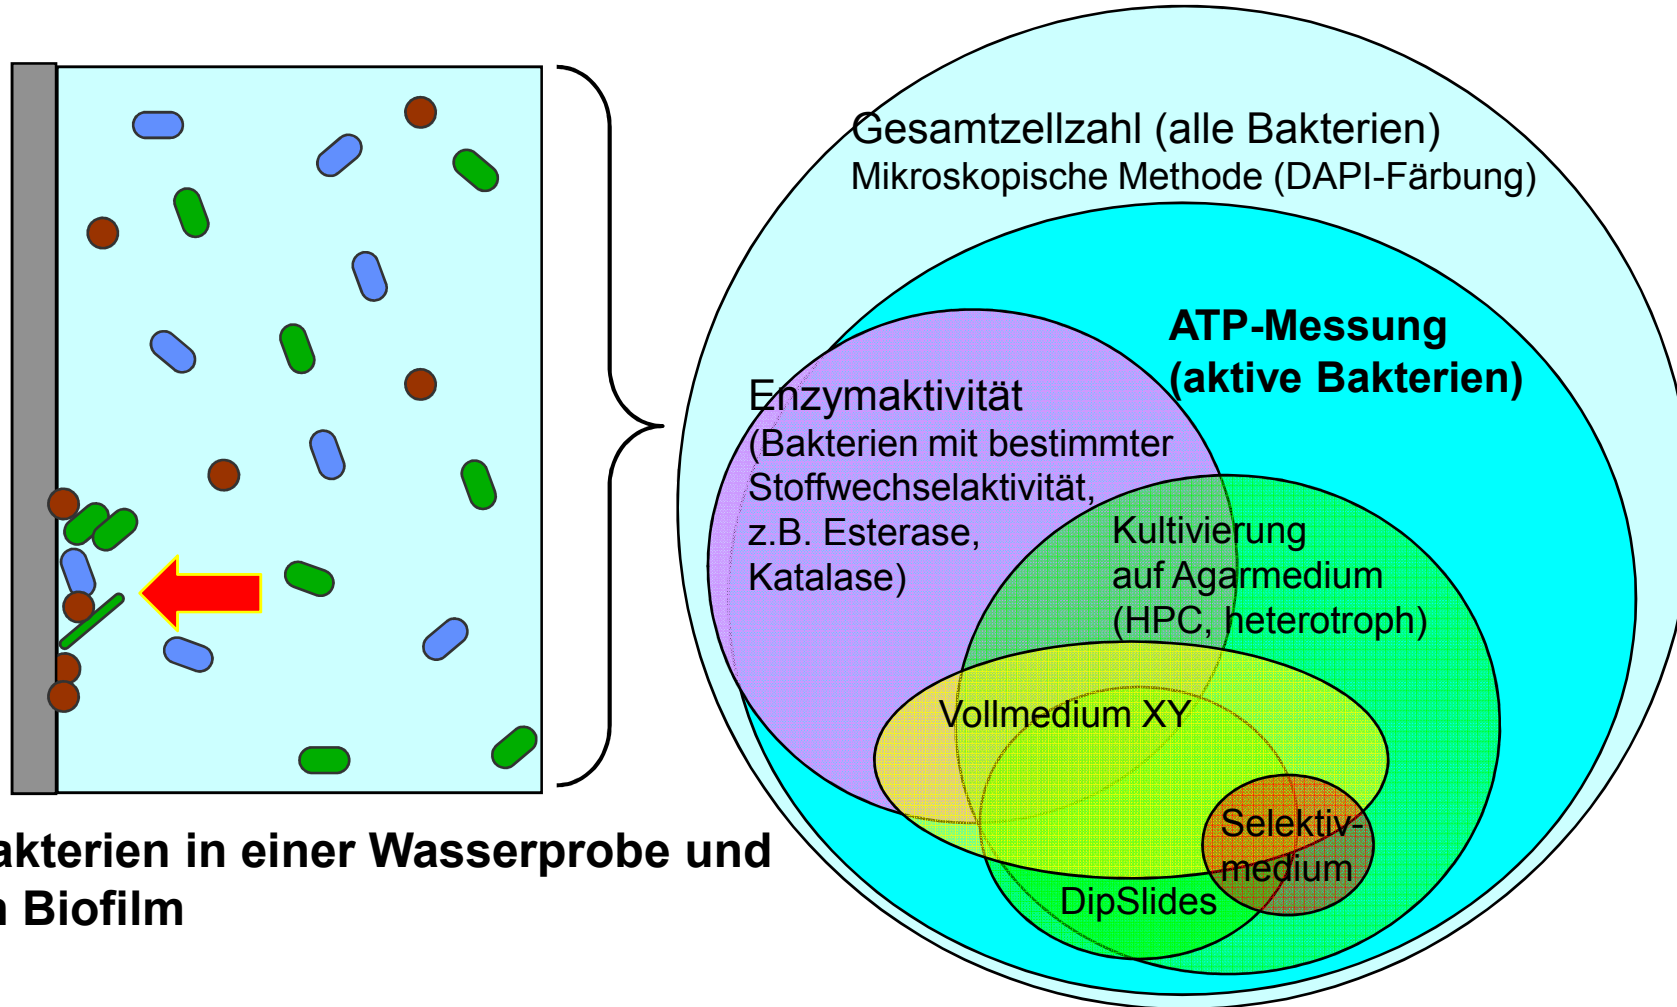 Gesamtzellzahl (alle Bakterien)
Mikroskopische Methode (DAPI-Färbung)
ATP-Messung
(aktive Bakterien)
Enzymaktivität
(Bakterien mit bestimmter
Stoffwechselaktivität,
z.B. Esterase,
Katalase)
Kultivierung
auf Agarmedium
(HPC, heterotroph)
Vollmedium XY
Selektiv-
medium
DipSlides
akterien in einer Wasserprobe und
Biofilm